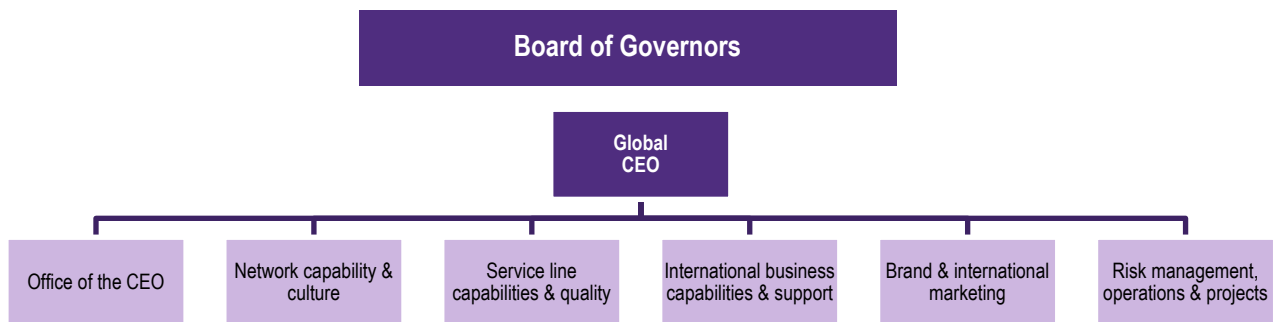 Board of Governors
Global
CEO
Office of the CEO
Network capability &
culture
Service line
capabilities & quality
International business
capabilities & support
Brand & international
marketing
Risk management,
operations & projects